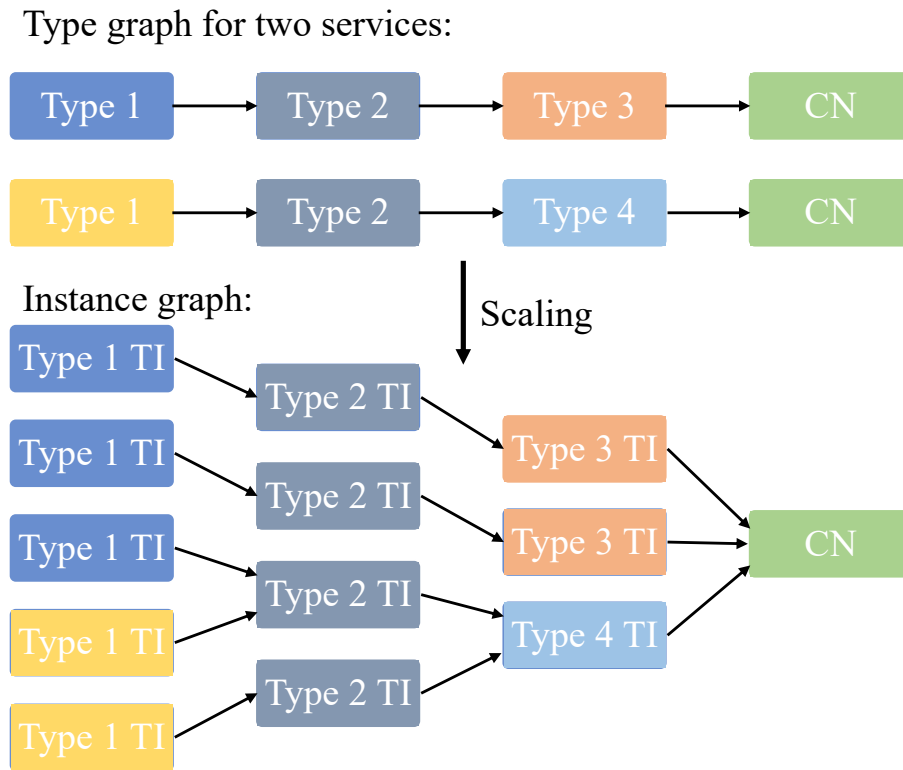 Type graph for two services:
Type 1
Type 2
Type 3
CN
Type 1
Type 2
Type 4
CN
Scaling
Instance graph:
Type 1 TI
Type 1 TI
Type 1 TI
Type 1 TI
Type 1 TI
Type 2 TI
Type 2 TI
Type 2 TI
Type 2 TI
Type 3 TI
Type 3 TI
Type 4 TI
CN